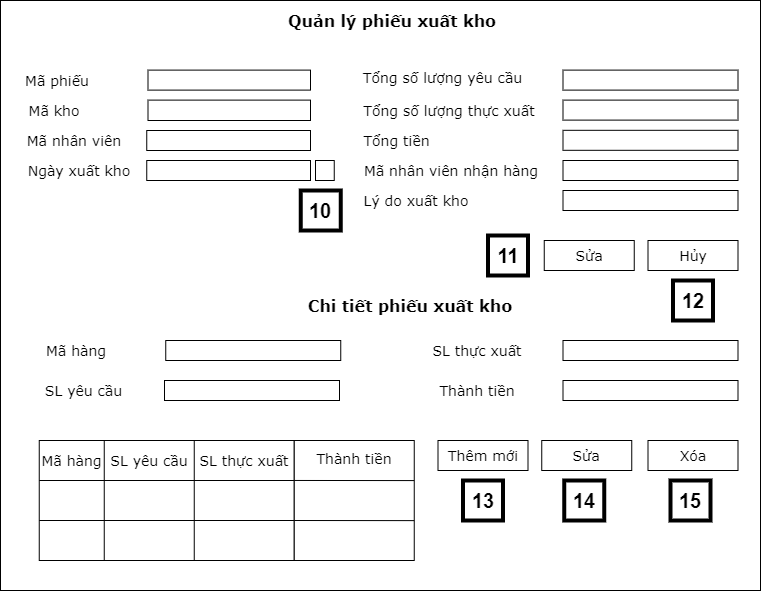 Quản lý phiếu xuất kho
Mã phiếu
Mã kho
Mã nhân viên
Ngày xuất kho
10
Tổng số lượng yêu cầu
Tổng số lượng thực xuất
Tổng tiền
Mã nhân viên nhận hàng
Lý do xuất kho
11 Sửa Hủy
12
Chi tiết phiếu xuất kho
Mã hàng SL thực xuất
SL yêu cầu Thành tiền
Mã hàng SL yêu cầu SL thực xuất Thành tiền
Thêm mới Sửa Xóa
13 14 15